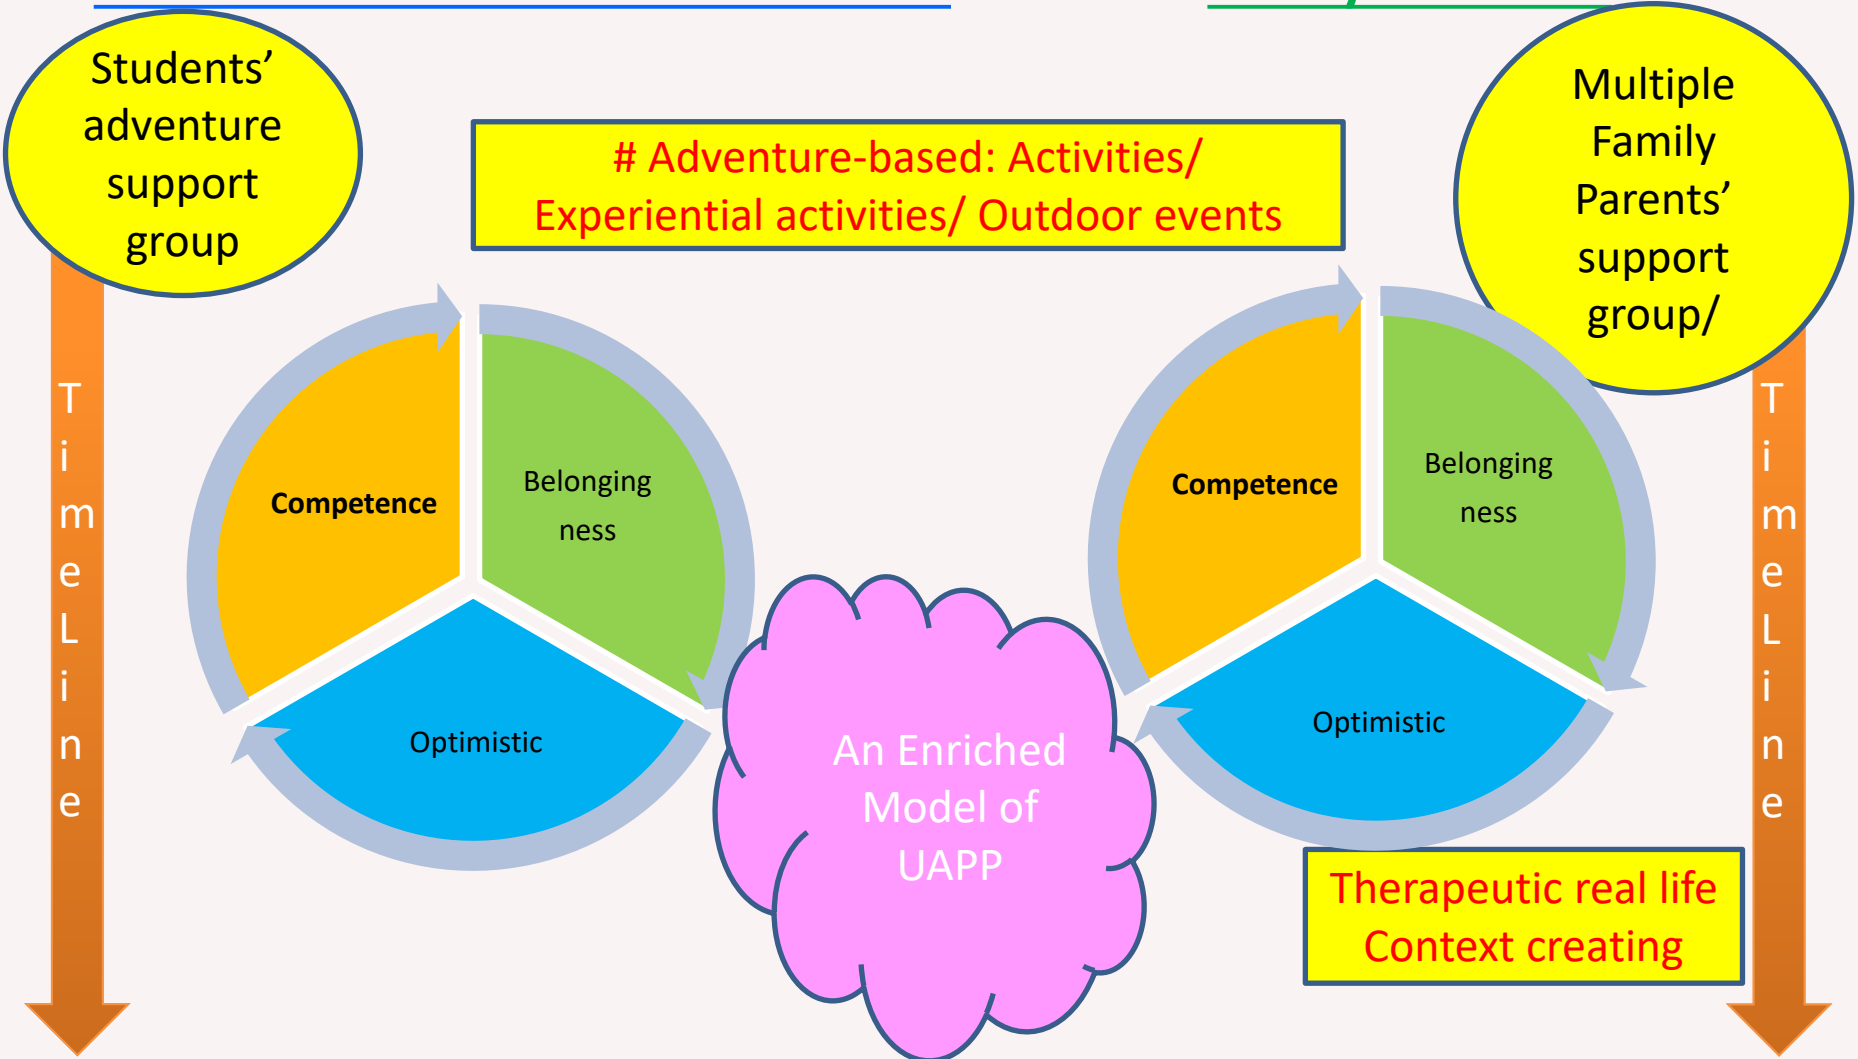 Students’
adventure
support
group
Multiple
Family
Parents’
support
group/
# Adventure-based: Activities/
Experiential activities/ Outdoor events
T
i
m
e
L
i
n
e
Competence
Belonging
ness
Optimistic
Competence
Belonging
ness
Optimistic
T
i
m
e
L
i
n
e
An Enriched
Model of
UAPP
Therapeutic real life
Context creating